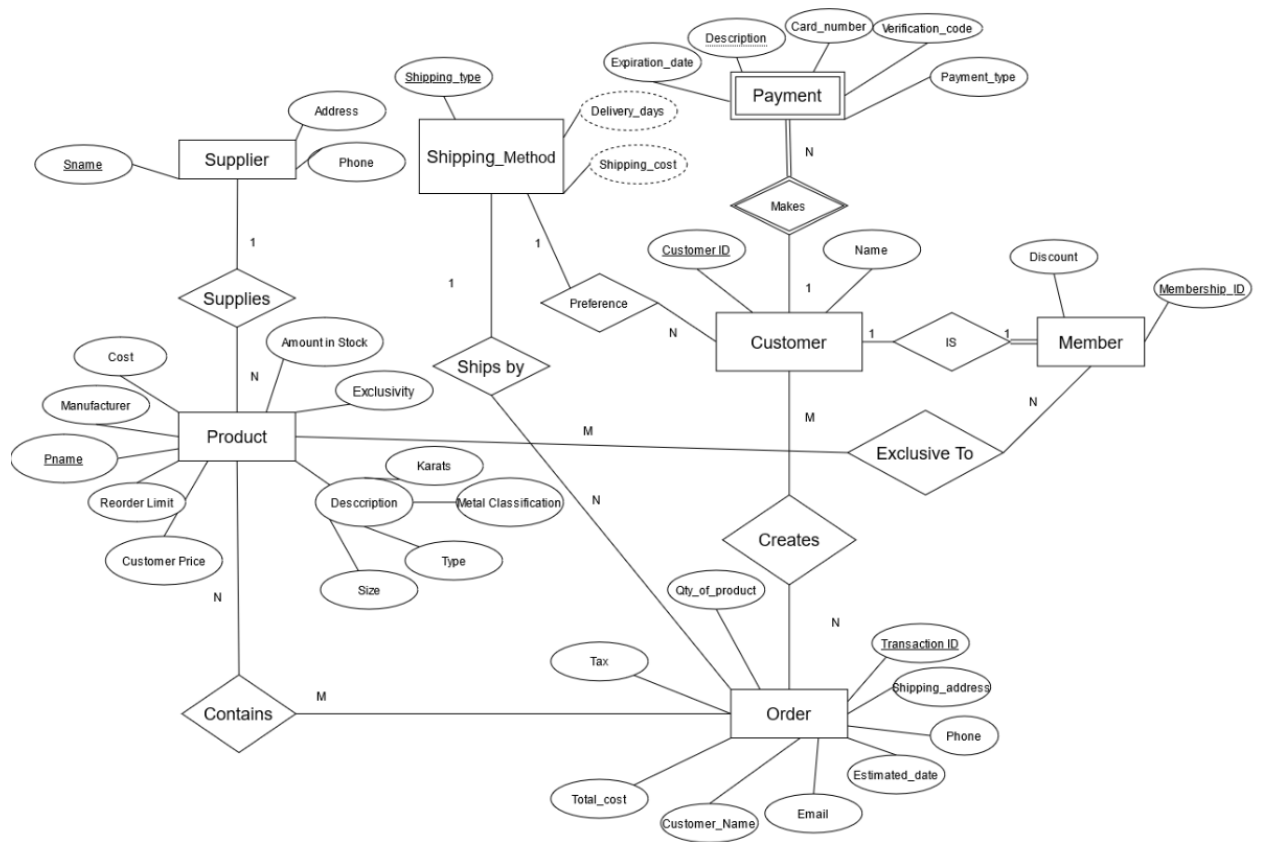 Card_number
Verification_code
Description
Expiration_date
Payment_type
Payment
Shipping_type
Delivery_days
Shipping_Method
Shipping_cost
Address
Sname
Supplier
Phone
N
Makes
1
1
1
1
Supplies
Preference
N
Customer ID
Name
1
Customer
1
IS
1
Member
Discount
Membership_ID
Ships by
Cost
Amount in Stock
N
Manufacturer
Exclusivity
Product
Pname
Reorder Limit
Customer Price
Karats
Desccription
Metal Classification
Type
Size
M
N
Exclusive To
M
N
Creates
N
N
Qty_of_product
Transaction ID
Tax
Shipping_address
M
Contains
Order
Phone
Estimated_date
Total_cost
Customer_Name
Email